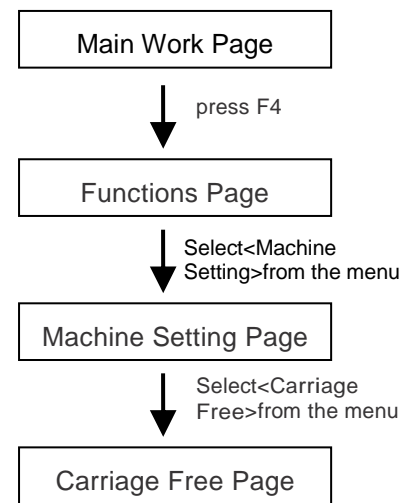 Main Work Page
press F4
Functions Page
Select<Machine
Setting>from the menu
Machine Setting Page
Select<Carriage
Free>from the menu
Carriage Free Page